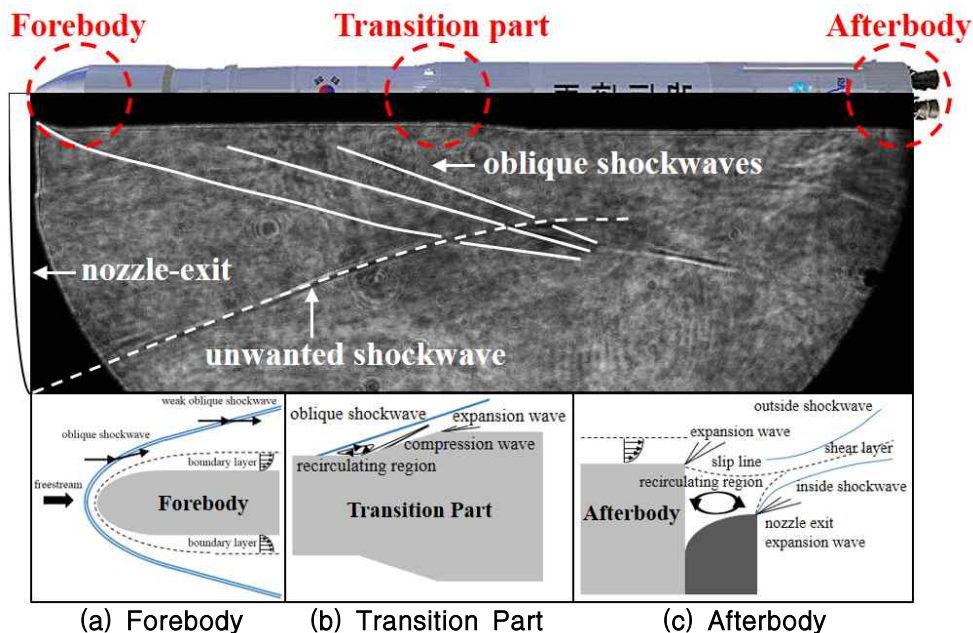 Forebody
Transition part
Afterbody
oblique shockwaves
nozzle-exit
unwanted shockwave
weak oblique shockwave
oblique shockwave
boundary layer
freestream
Forebody
boundary layer
oblique shockwave
expansion wave
compression wave
recirculating region
Transition Part
outside shockwave
expansion wave
shear layer
slip line
recirculating region
inside shockwave
Afterbody
nozzle exit
expansion wave
(a) Forebody
(b) Transition Part
(c) Afterbody